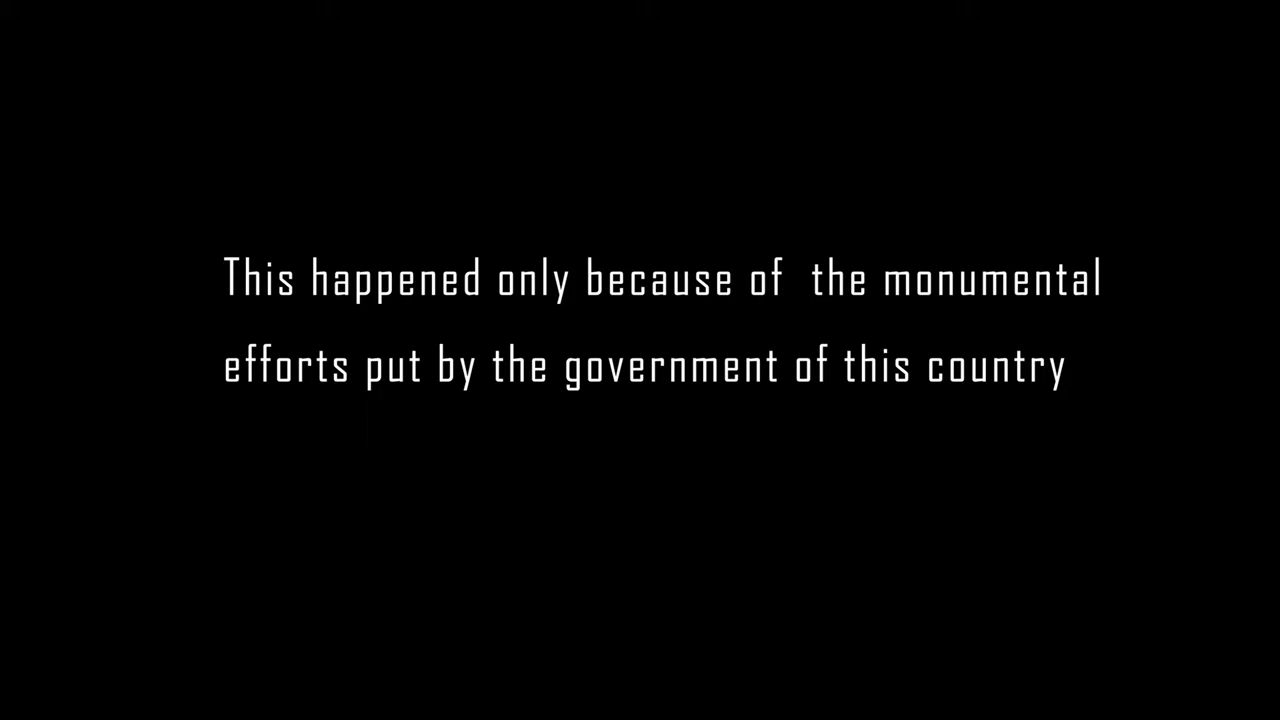 This happened only because of  the monumental
efforts put by the government of this country